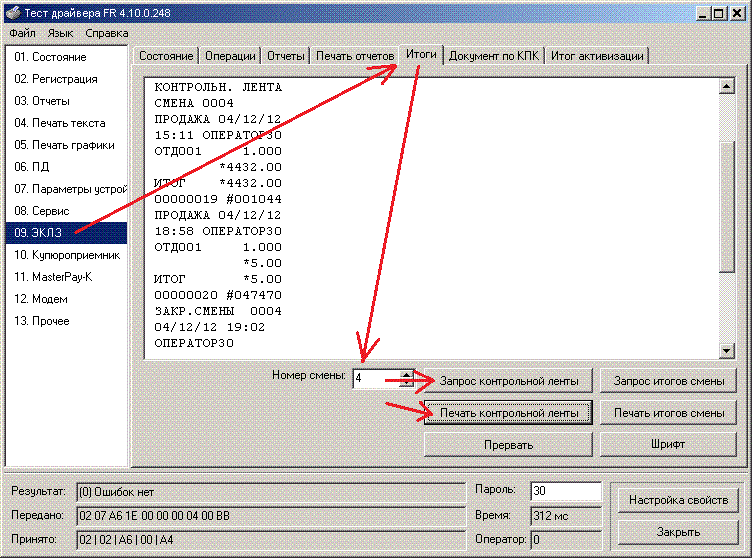 Тест драйвера FR 4.10.0.248
Файл Язык Справка
01. Состояние
02. Регистрация
03. Отчеты
04. Печать текста
05. Печать графики
06. ПД
07. Параметры устрой
08. Сервис
09. ЭКЛЗ
10. Купюроприемник
11. MasterPay-K
12. Модем
13. Прочее
Состояние Операции Отчеты Печать отчетов Итоги Документ по КПК Итог активизации
КОНТРОЛЬН. ЛЕНТА
СМЕНА 0004
ПРОДАЖА 04/12/12
15:11 ОПЕРАТОР30
ОТД001 1.000
*4432.00
ИТОГ *4432.00
00000019 #001044
ПРОДАЖА 04/12/12
18:58 ОПЕРАТОР30
ОТД001 1.000
*5.00
ИТОГ *5.00
00000020 #047470
ЗАКР.СМЕНЫ 0004
04/12/12 19:02
ОПЕРАТОР30
Номер смены: 4
Запрос контрольной ленты Запрос итогов смены
Печать контрольной ленты Печать итогов смены
Прервать Шрифт
Результат: (0) Ошибок нет
Передано: 02 07 A6 1E 00 00 00 04 00 BB
Принято: 02 | 02 | A6 | 00 | A4
Пароль: 30
Время: 312 мс
Оператор: 0
Настройка свойств
Закрыть